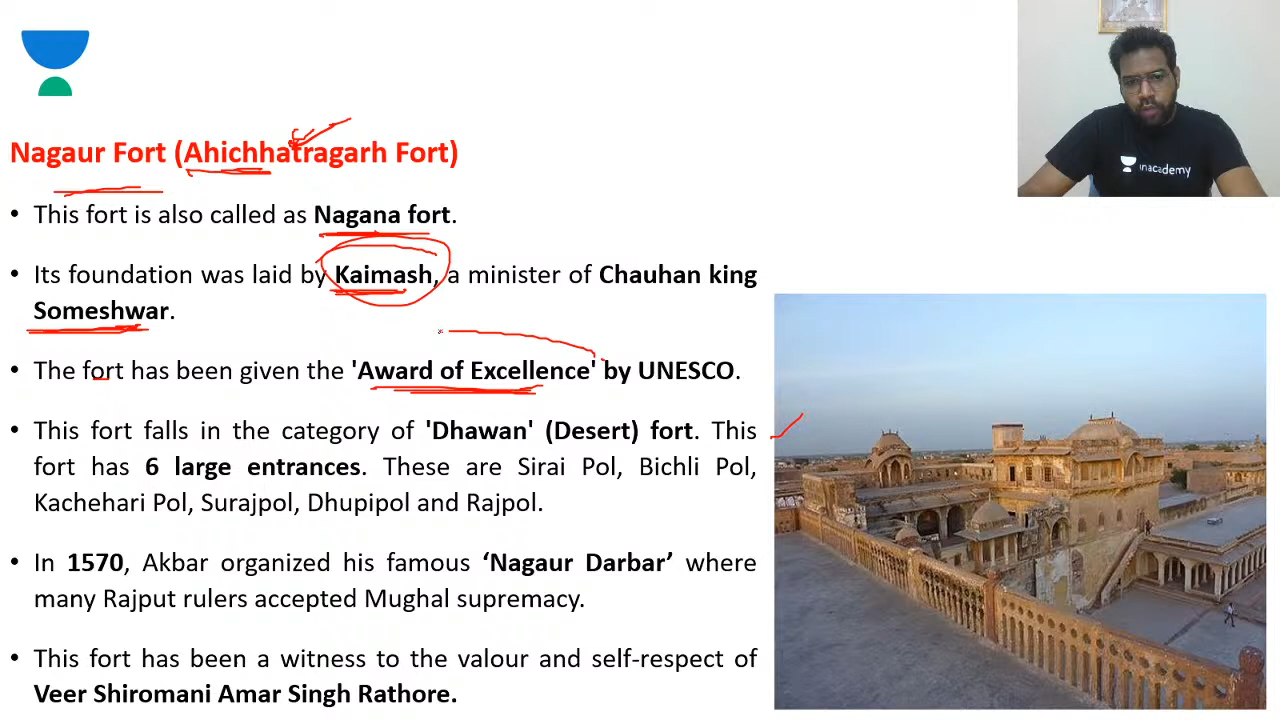 unacademy
Nagaur Fort (Ahichhatragarh Fort)
• This fort is also called as Nagana fort.
• Its foundation was laid by Kaimash, a minister of Chauhan king
Someshwar.
• The fort has been given the 'Award of Excellence' by UNESCO.
• This fort falls in the category of 'Dhawan' (Desert) fort. This
fort has 6 large entrances. These are Sirai Pol, Bichli Pol,
Kachehari Pol, Surajpol, Dhupipol and Rajpol.
• In 1570, Akbar organized his famous ‘Nagaur Darbar’ where
many Rajput rulers accepted Mughal supremacy.
• This fort has been a witness to the valour and self-respect of
Veer Shiromani Amar Singh Rathore.